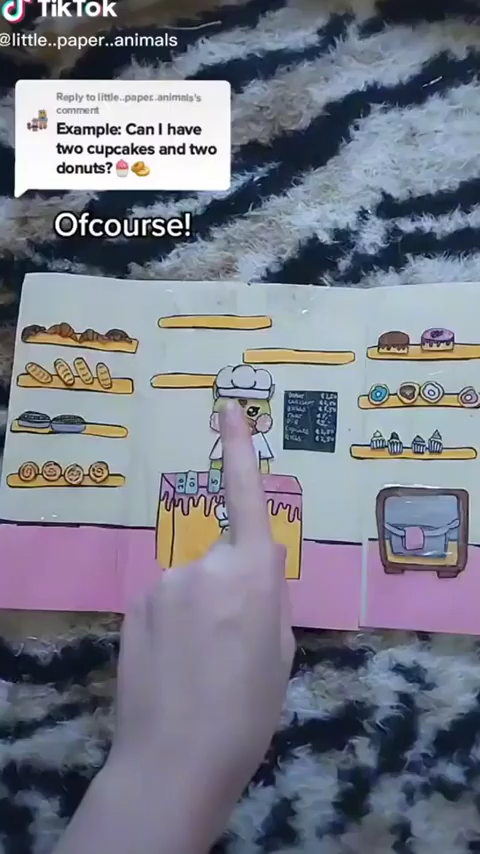 TikTok
@little..paper..animals
Reply to little..paper..animals's
comment
Example: Can I have
two cupcakes and two
donuts?🧁🥯
Ofcourse!